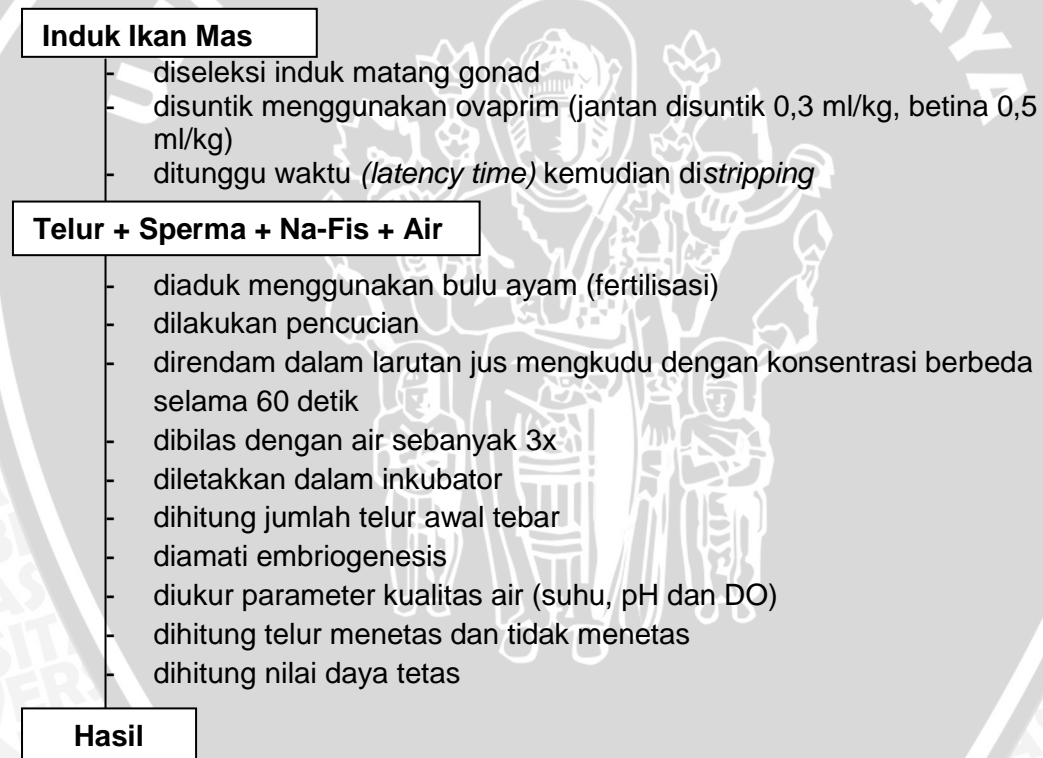 Induk Ikan Mas
- diseleksi induk matang gonad
- disuntik menggunakan ovaprim (jantan disuntik 0,3 ml/kg, betina 0,5
ml/kg)
- ditunggu waktu (latency time) kemudian distripping
Telur + Sperma + Na-Fis + Air
- diaduk menggunakan bulu ayam (fertilisasi)
- dilakukan pencucian
- direndam dalam larutan jus mengkudu dengan konsentrasi berbeda
selama 60 detik
- dibilas dengan air sebanyak 3x
- diletakkan dalam inkubator
- dihitung jumlah telur awal tebar
- diamati embriogenesis
- diukur parameter kualitas air (suhu, pH dan DO)
- dihitung telur menetas dan tidak menetas
- dihitung nilai daya tetas
Hasil